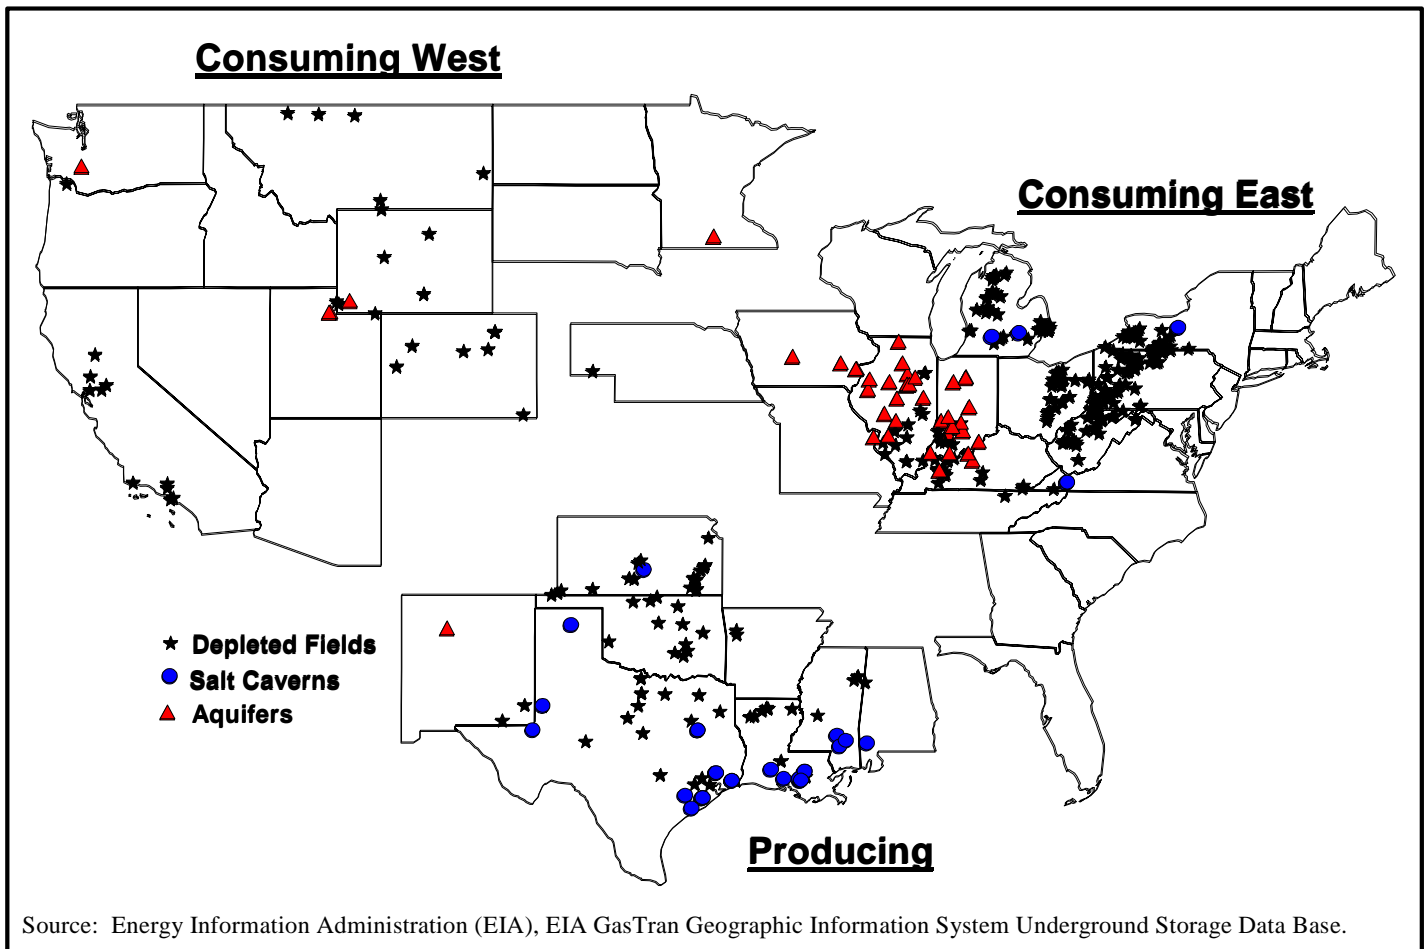 Consuming West
Consuming East
Depleted Fields
Salt Caverns
Aquifers
Producing
Source: Energy Information Administration (EIA), EIA GasTran Geographic Information System Underground Storage Data Base.